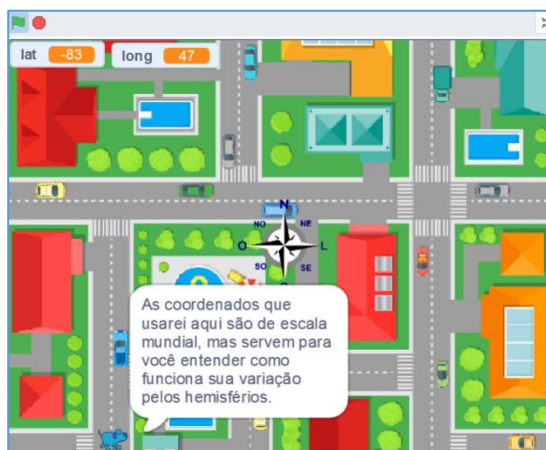 lat -83 long 47
N
NO NE
O L
SO SE
As coordenados que
usarei aqui são de escala
mundial, mas servem para
você entender como
funciona sua variação
pelos hemisférios.